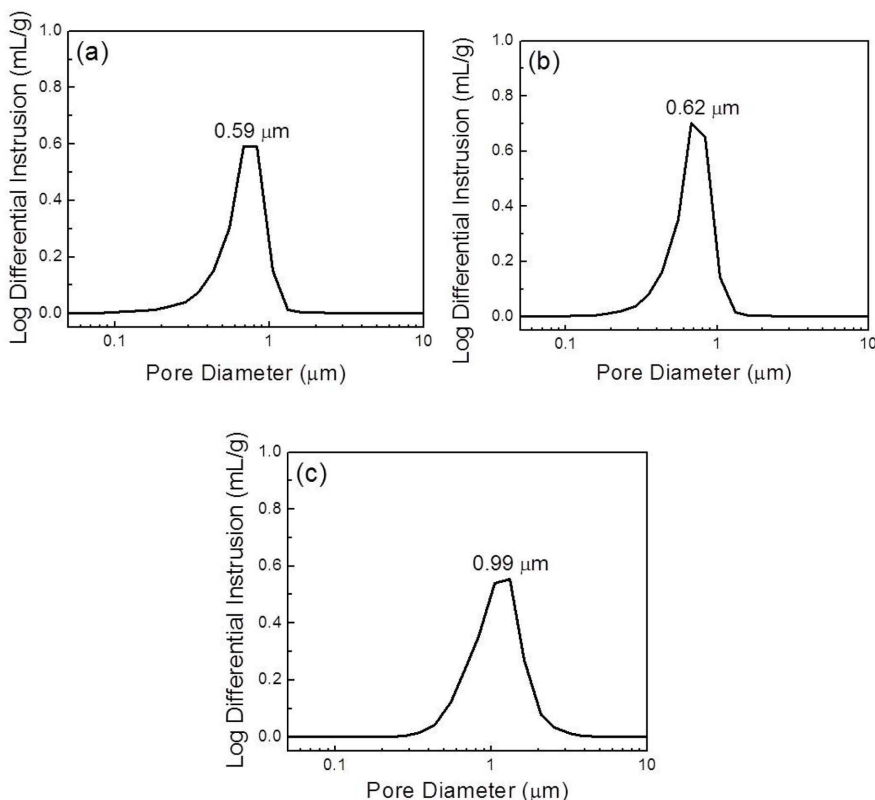 (a)
0.59 μm
Log Differential Instrusion (mL/g)
1.0
0.8
0.6
0.4
0.2
0.0
0.1
1
10
Pore Diameter (μm)
(b)
0.62 μm
Log Differential Instrusion (mL/g)
1.0
0.8
0.6
0.4
0.2
0.0
0.1
1
10
Pore Diameter (μm)
(c)
0.99 μm
Log Differential Instrusion (mL/g)
1.0
0.8
0.6
0.4
0.2
0.0
0.1
1
10
Pore Diameter (μm)